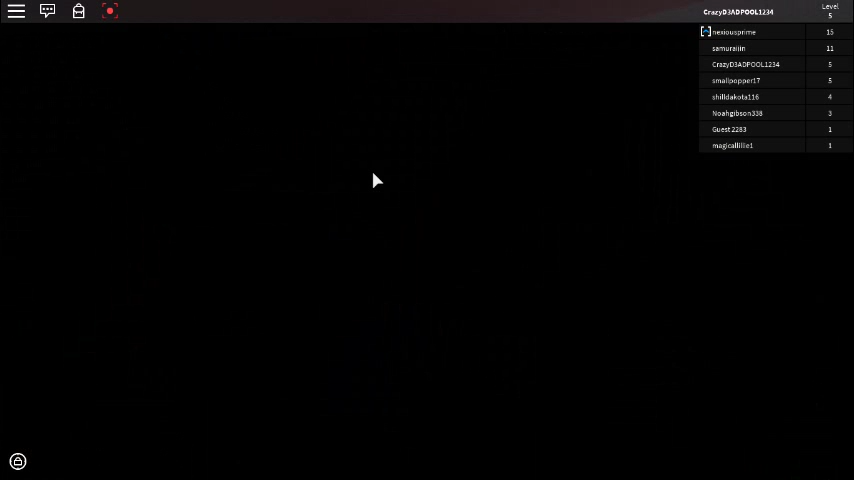 CrazyD3ADPOOL1234
Level
5
nexiousprime 15
samuraijin 11
CrazyD3ADPOOL1234 5
smallpopper17 5
shilldakota116 4
Noahgibson338 3
Guest 2283 1
magicallillie1 1